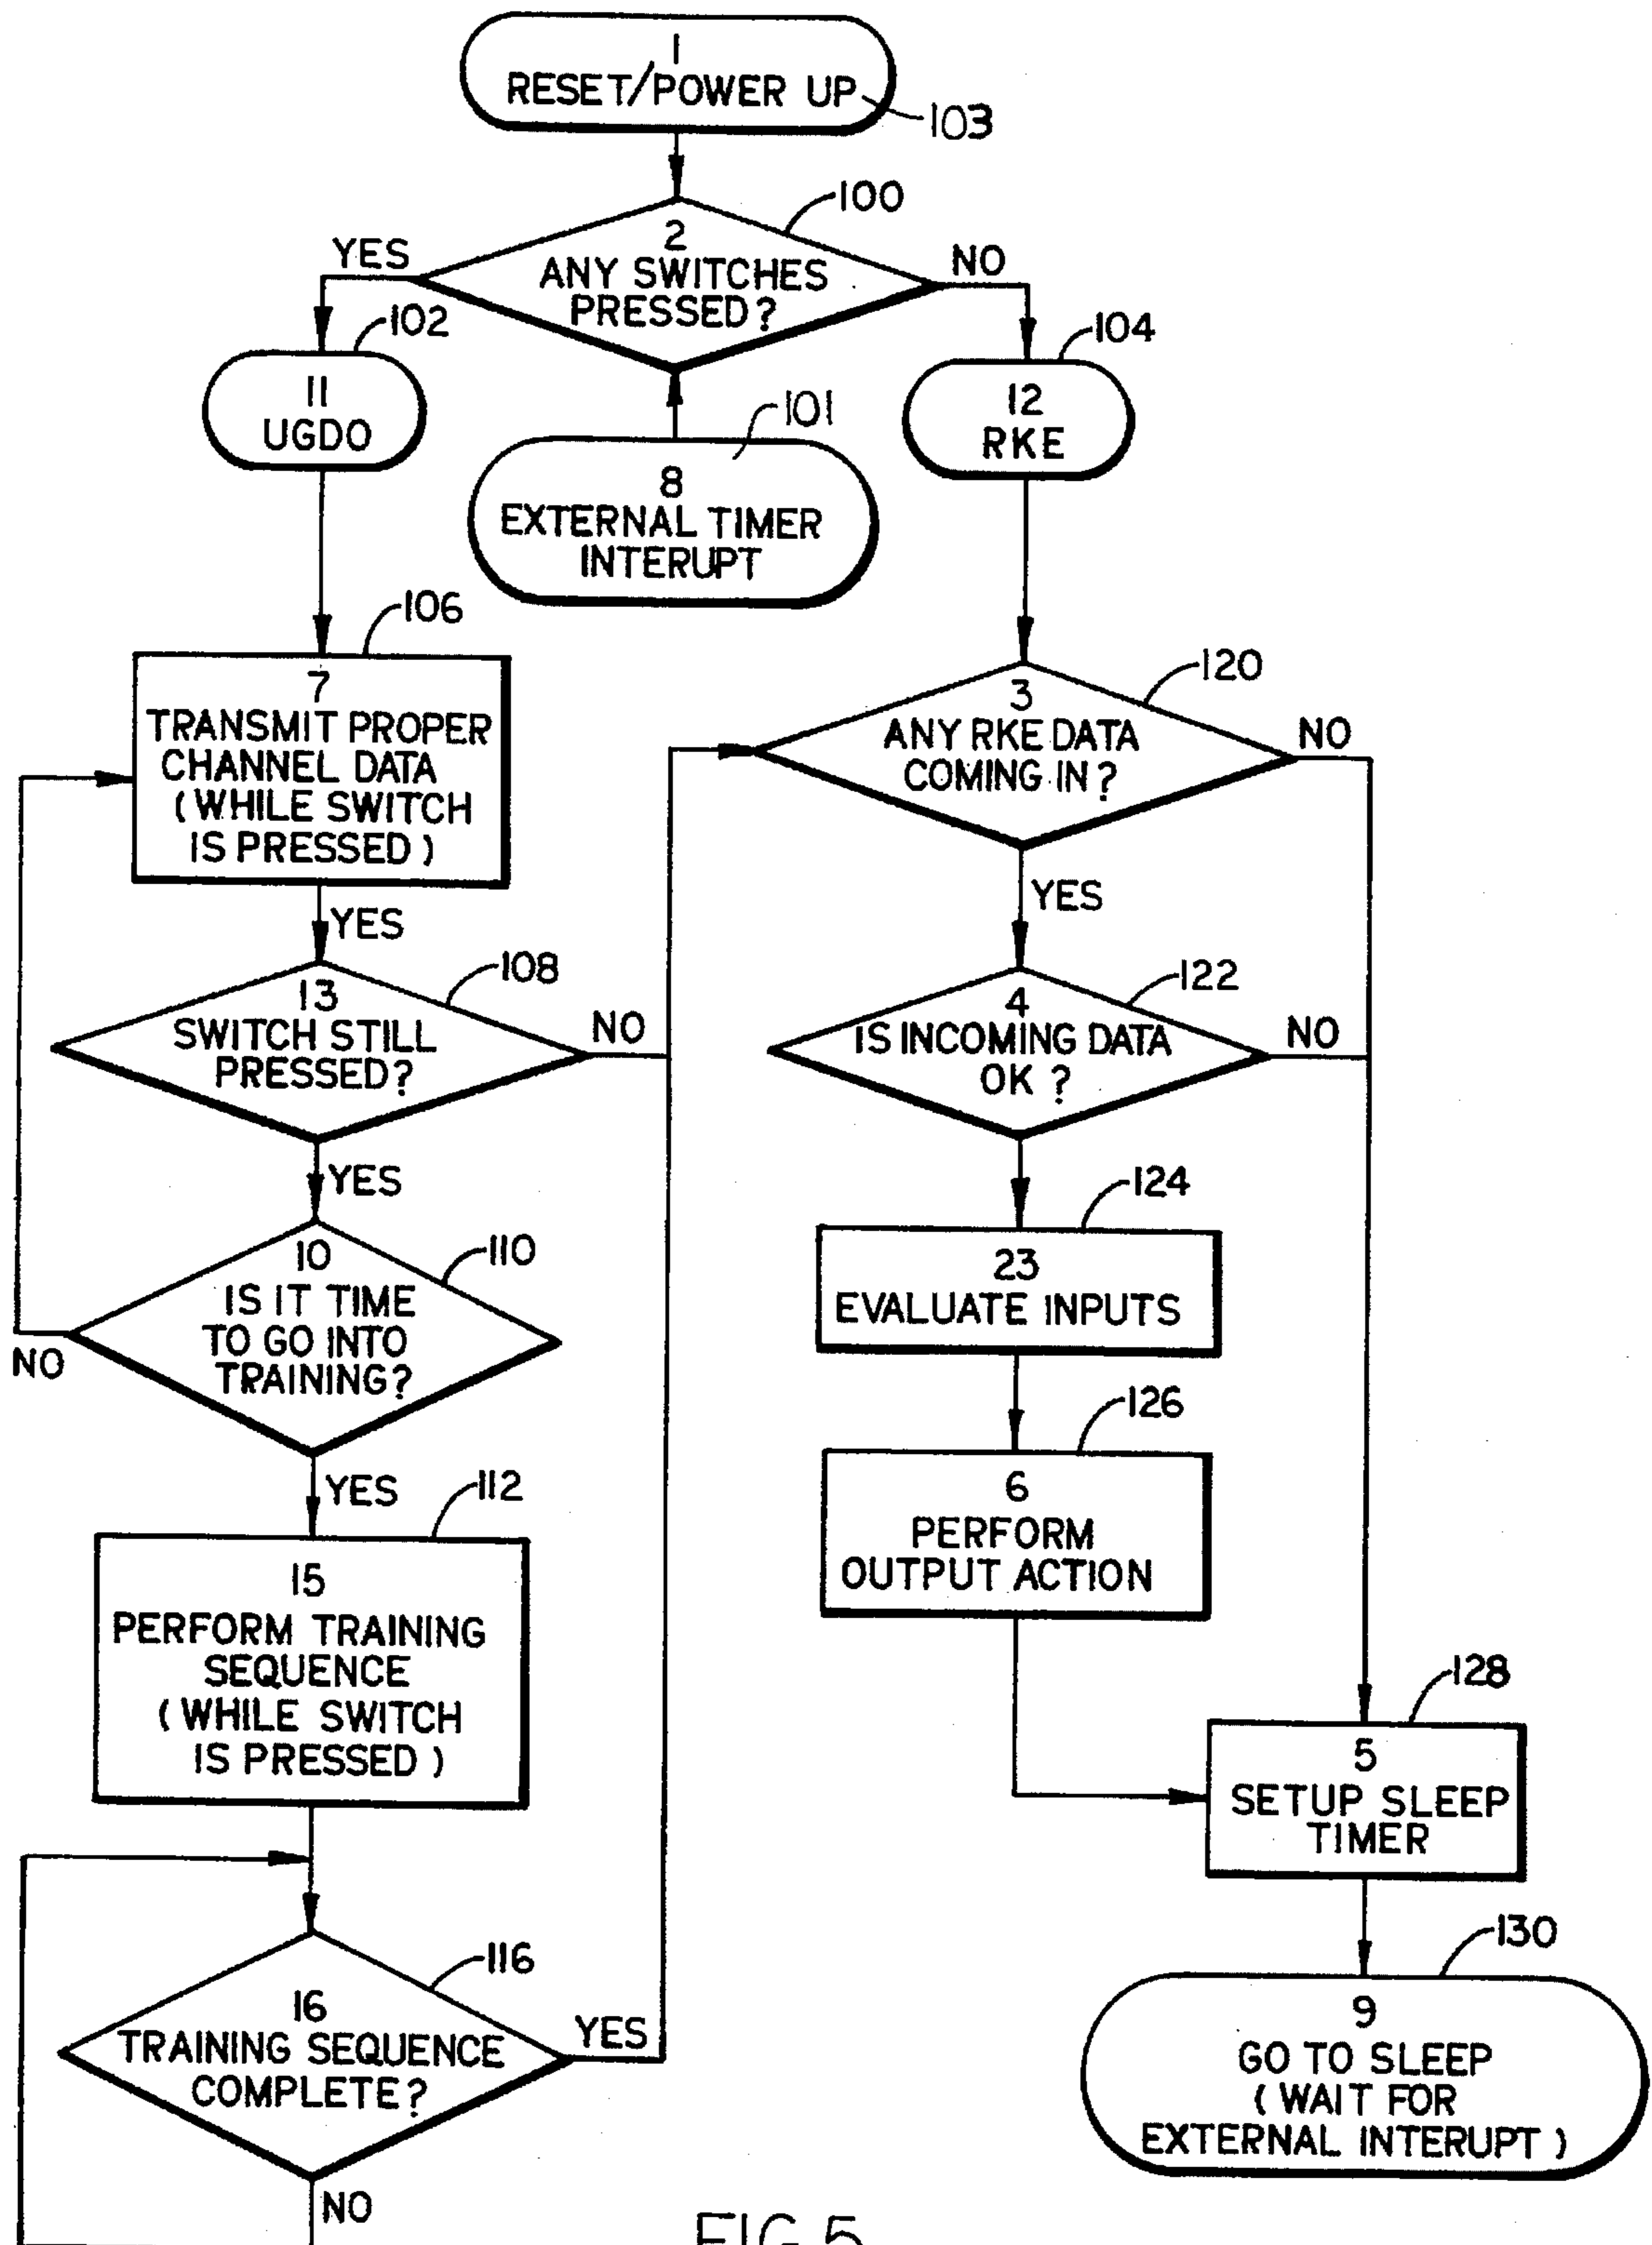 1
RESET/POWER UP
103
100
2
ANY SWITCHES
PRESSED?
YES
NO
102
11
UGDO
101
8
EXTERNAL TIMER
INTERUPT
104
12
RKE
106
7
TRANSMIT PROPER
CHANNEL DATA
(WHILE SWITCH
IS PRESSED)
YES
108
13
SWITCH STILL
PRESSED?
NO
YES
110
10
IS IT TIME
TO GO INTO
TRAINING?
NO
YES
112
15
PERFORM TRAINING
SEQUENCE
(WHILE SWITCH
IS PRESSED)
116
16
TRAINING SEQUENCE
COMPLETE?
YES
NO
120
3
ANY RKE DATA
COMING IN?
NO
YES
122
4
IS INCOMING DATA
OK?
NO
124
23
EVALUATE INPUTS
126
6
PERFORM
OUTPUT ACTION
128
5
SETUP SLEEP
TIMER
130
9
GO TO SLEEP
(WAIT FOR
EXTERNAL INTERUPT)
FIG 5